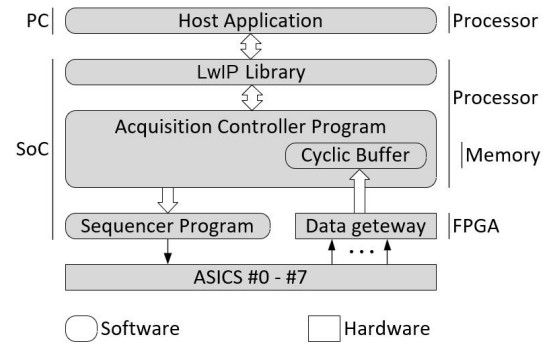 PC Host Application Processor
LwIP Library
Processor
Acquisition Controller Program
SoC
Cyclic Buffer Memory
Sequencer Program Data geteway FPGA
...
ASICS #0 - #7
Software Hardware